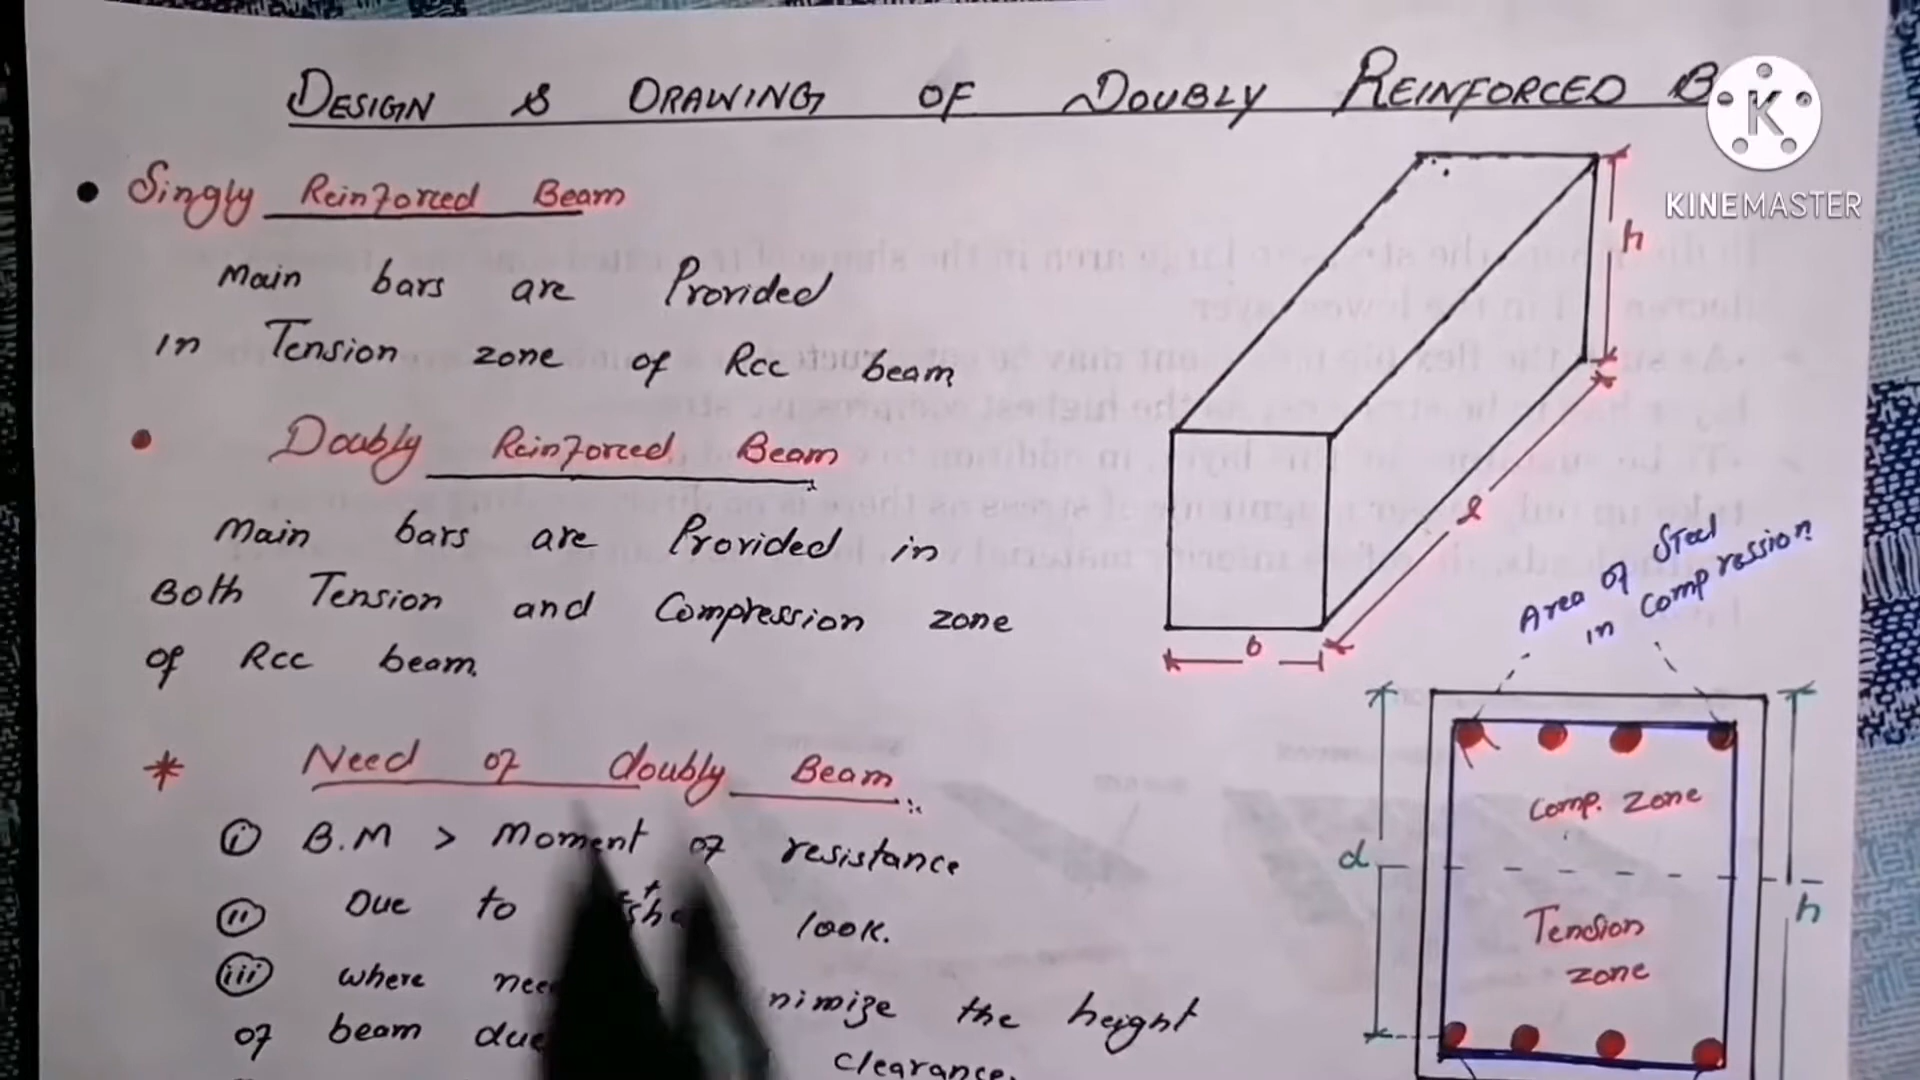 DESIGN & DRAWING OF DOUBLY REINFORCED B
K
KINEMASTER
• Singly Reinforced Beam
Main bars are Provided
in Tension zone of Rcc beam
• Doubly Reinforced Beam
Main bars are Provided in
Both Tension and Compression zone
of Rcc beam.
* Need of doubly Beam
(i) B.M > Moment of resistance
(ii) Due to look.
(iii) where the height
of beam clearance.
h
l
b
Area of Steel
in Compression
Comp. zone
d
h
Tension
zone